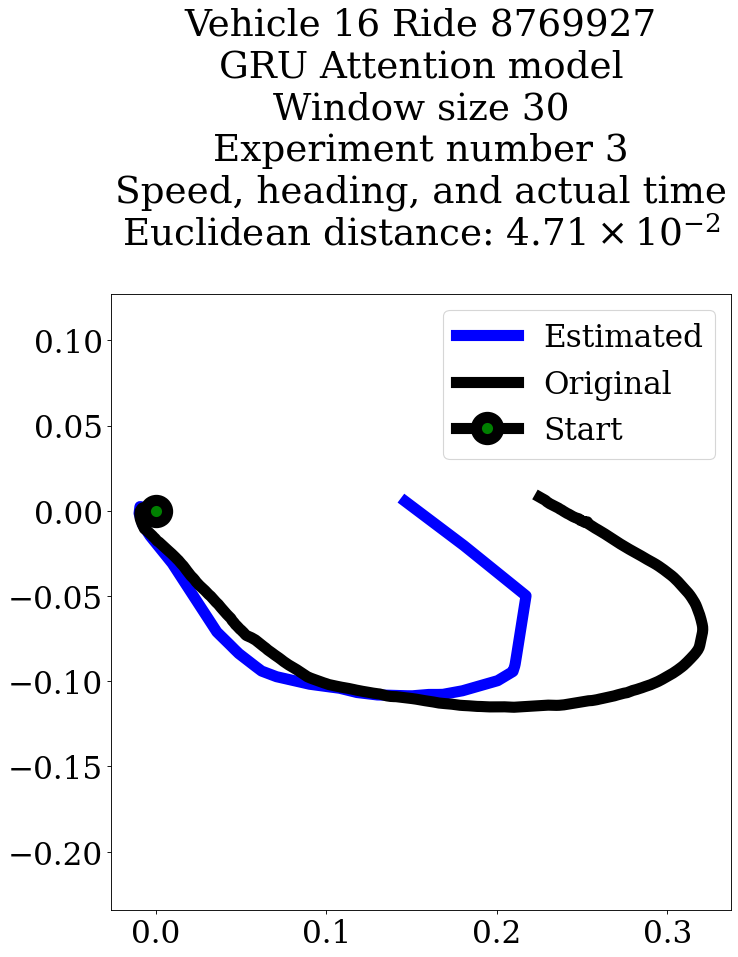 Vehicle 16 Ride 8769927
GRU Attention model
Window size 30
Experiment number 3
Speed, heading, and actual time
Euclidean distance: 4.71 × 10⁻²
Estimated
Original
Start
0.10
0.05
0.00
−0.05
−0.10
−0.15
−0.20
0.0 0.1 0.2 0.3